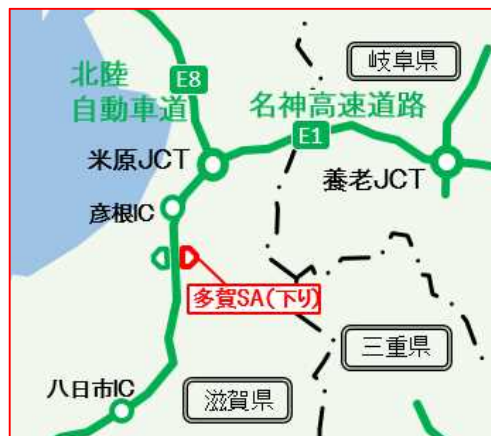 岐阜県
北陸
自動車道
E8
名神高速道路
E1
米原JCT
養老JCT
彦根IC
多賀SA(下り)
三重県
八日市IC
滋賀県